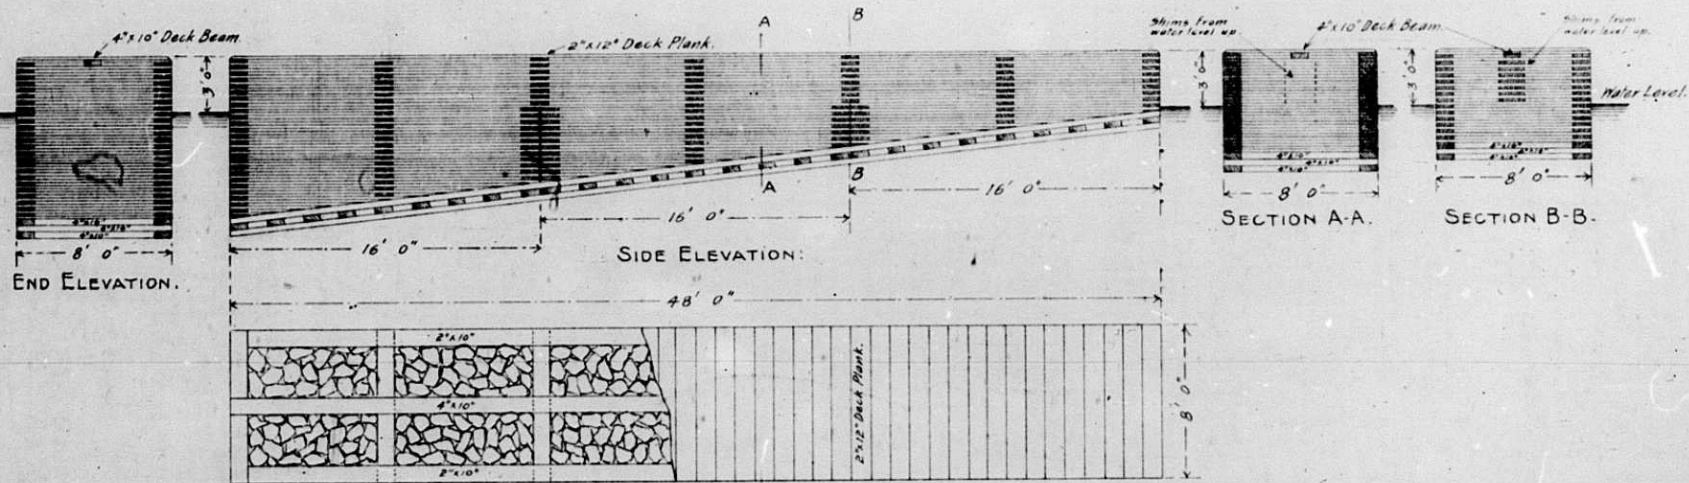 4"x10" Deck Beam.
3' 0"
4"x10"
8' 0"
END ELEVATION.
2"x12" Deck Plank.
A
B
A
B
16' 0"
16' 0"
16' 0"
SIDE ELEVATION:
48' 0"
Shims from
water level up.
4"x10" Deck Beam.
Shims from
water level up.
3' 0"
3' 0"
Water Level.
8' 0"
SECTION A-A.
8' 0"
SECTION B-B.
2"x10"
4"x10"
2"x10"
2"x12" Deck Plank.
8' 0"